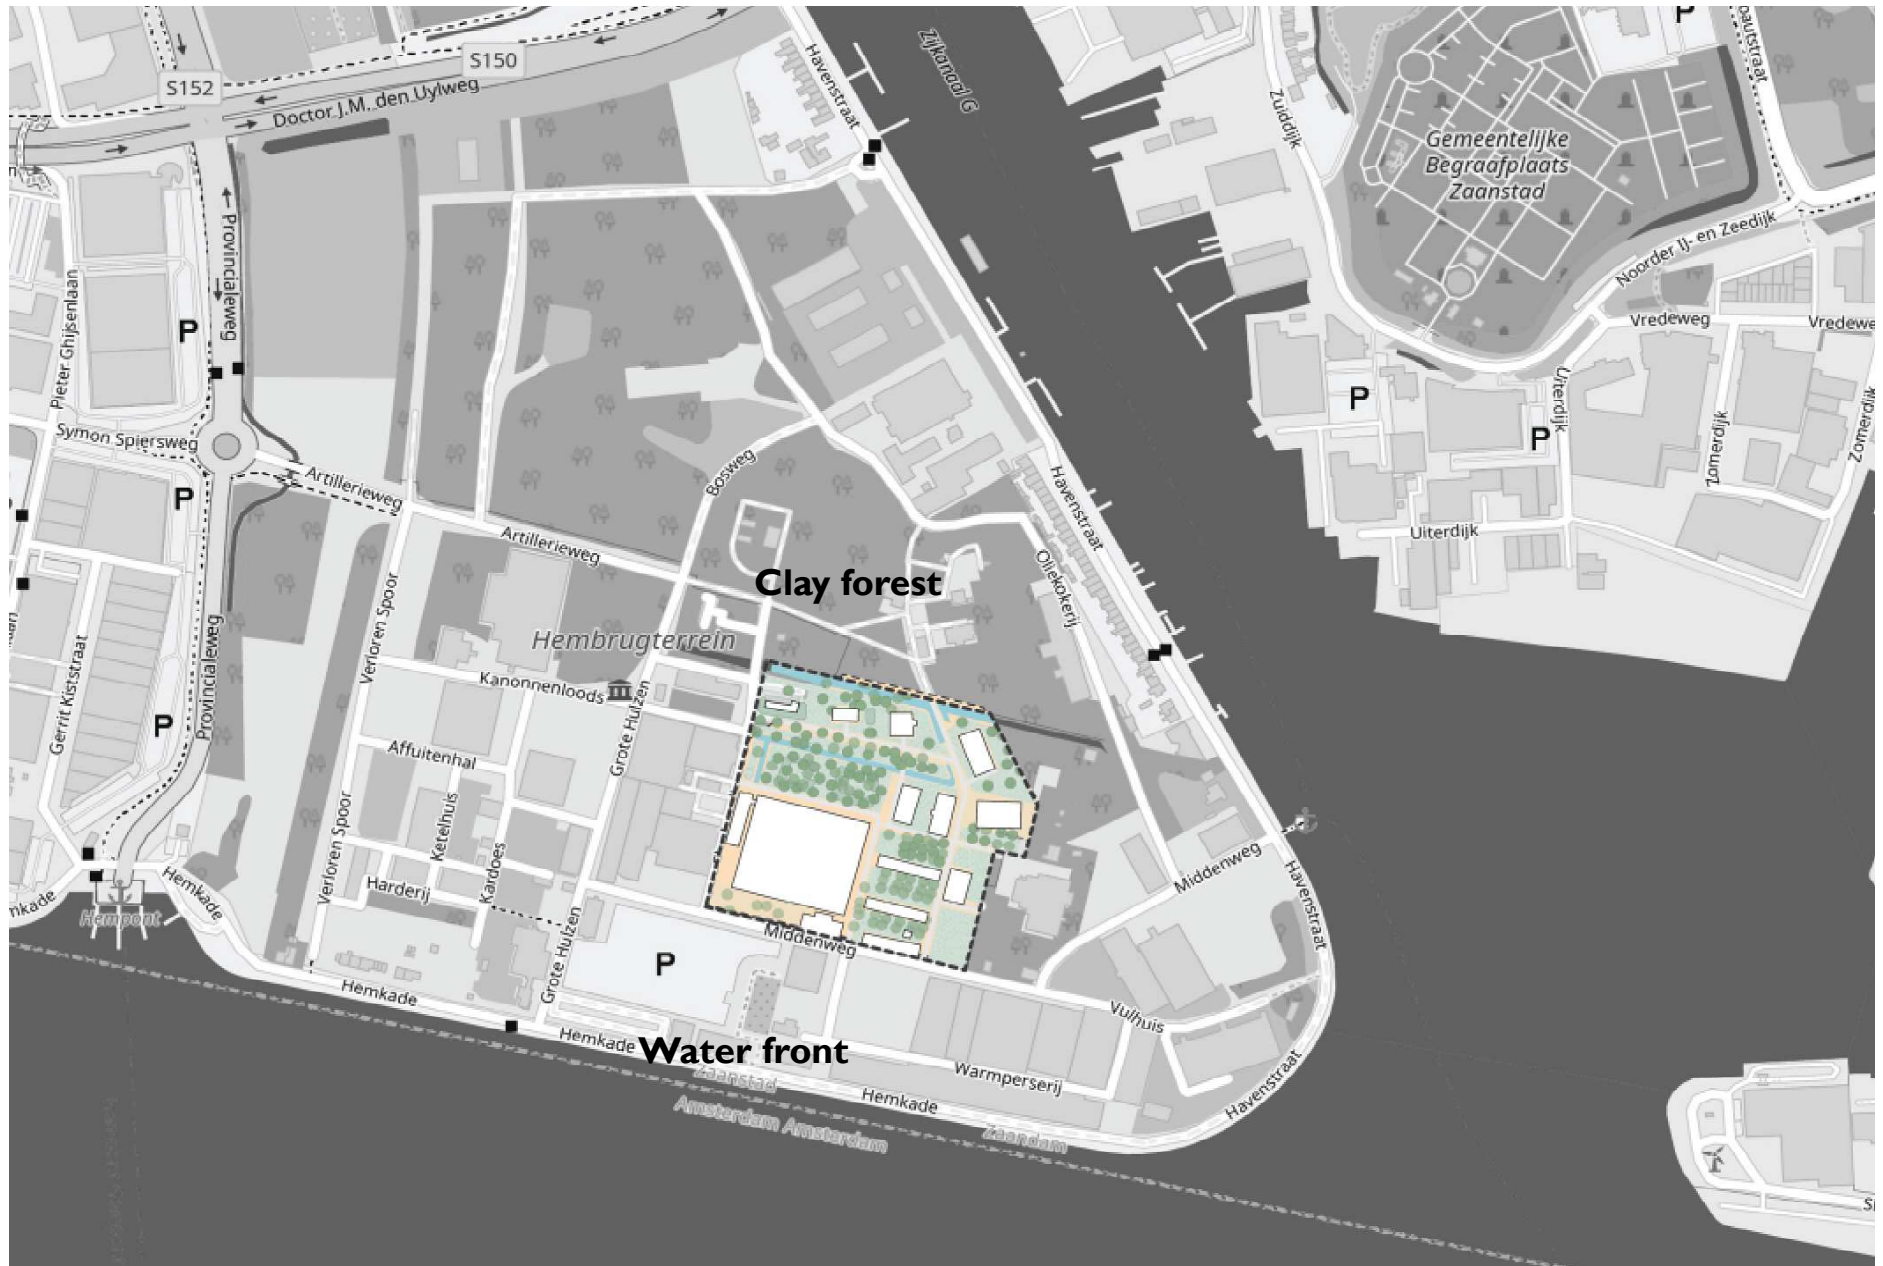 S152
S150
Doctor J.M. den Uylweg
Havenstraat
Zijkanaal G
Zuiddijk
P
Gemeentelijke
Begraafplaats
Zaanstad
Noorder IJ- en Zeedijk
Vredeweg
Vredewe
Pieter Ghijsenlaan
P
Provincialeweg
P
Uiterdijk
P
Zomerdijk
Zomerdijk
Symon Spiersweg
P
Artillerieweg
Bosweg
Havenstraat
Uiterdijk
Artillerieweg
Clay forest
Oliekokerij
Verloren Spoor
Hembrugterrein
Gerrit Kiststraat
Provincialeweg
P
Kanonnenloods
Grote Hulzen
Affuitenhal
Ketelhuis
Verloren Spoor
Kardoes
Harderij
Hemkade
nkade
Hempont
Middenweg
Havenstraat
Middenweg
Grote Hulzen
P
Hemkade
Vulhuis
Hemkade
Water front
Warmperserij
Havenstraat
Zaanstad
Hemkade
Amsterdam Amsterdam
Zaandam